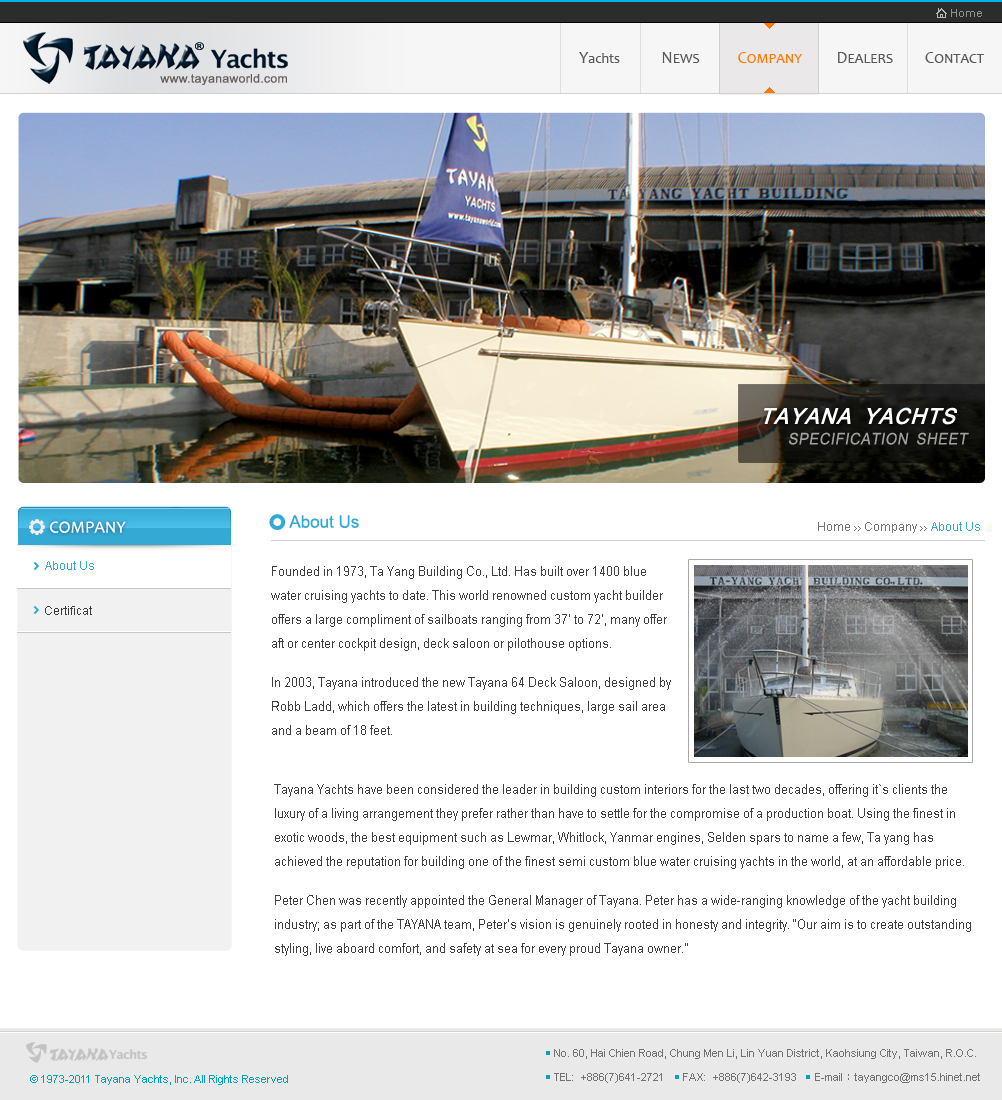 Home
TAYANA® Yachts
www.tayanaworld.com
Yachts
NEWS
COMPANY
DEALERS
CONTACT
TAYAN
YACHTS
www.tayanaworld.com
YANG YACHT BUILDING
TAYANA YACHTS
SPECIFICATION SHEET
COMPANY
About Us
Certificat
About Us
Home >> Company >> About Us
Founded in 1973, Ta Yang Building Co., Ltd. Has built over 1400 blue
water cruising yachts to date. This world renowned custom yacht builder
offers a large compliment of sailboats ranging from 37' to 72', many offer
aft or center cockpit design, deck saloon or pilothouse options.
In 2003, Tayana introduced the new Tayana 64 Deck Saloon, designed by
Robb Ladd, which offers the latest in building techniques, large sail area
and a beam of 18 feet.
TA-YANG YACHT BUILDING CO., LTD.
Tayana Yachts have been considered the leader in building custom interiors for the last two decades, offering it`s clients the
luxury of a living arrangement they prefer rather than have to settle for the compromise of a production boat. Using the finest in
exotic woods, the best equipment such as Lewmar, Whitlock, Yanmar engines, Selden spars to name a few, Ta yang has
achieved the reputation for building one of the finest semi custom blue water cruising yachts in the world, at an affordable price.
Peter Chen was recently appointed the General Manager of Tayana. Peter has a wide-ranging knowledge of the yacht building
industry; as part of the TAYANA team, Peter's vision is genuinely rooted in honesty and integrity. "Our aim is to create outstanding
styling, live aboard comfort, and safety at sea for every proud Tayana owner."
TAYANA Yachts
©1973-2011 Tayana Yachts, Inc. All Rights Reserved
No. 60, Hai Chien Road, Chung Men Li, Lin Yuan District, Kaohsiung City, Taiwan, R.O.C.
TEL: +886(7)641-2721 FAX: +886(7)642-3193 E-mail：tayangco@ms15.hinet.net